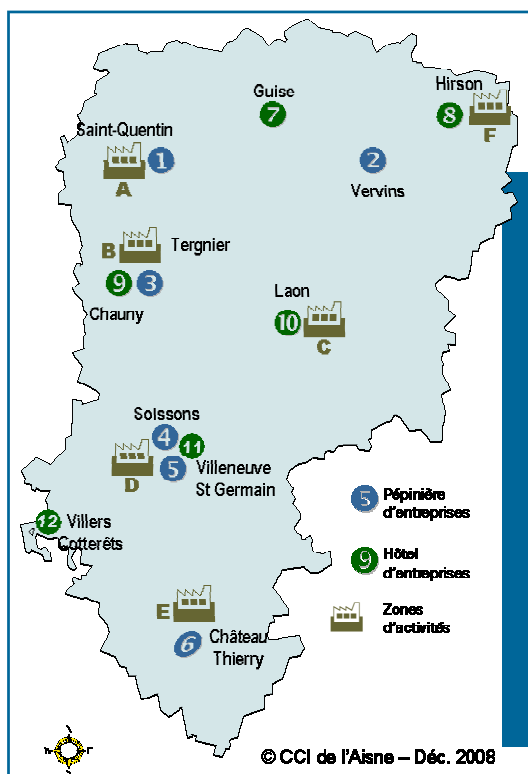 Hirson
Guise
7
8
F
Saint-Quentin
1
A
2
Vervins
B
Tergnier
9
3
Chauny
Laon
10
C
Soissons
4
11
D
5
Villeneuve
St Germain
12
Villers
Cotterêts
5
Pépinière
d'entreprises
9
Hôtel
d'entreprises
Zones
d'activités
E
6
Château
Thierry
© CCI de l'Aisne – Déc. 2008